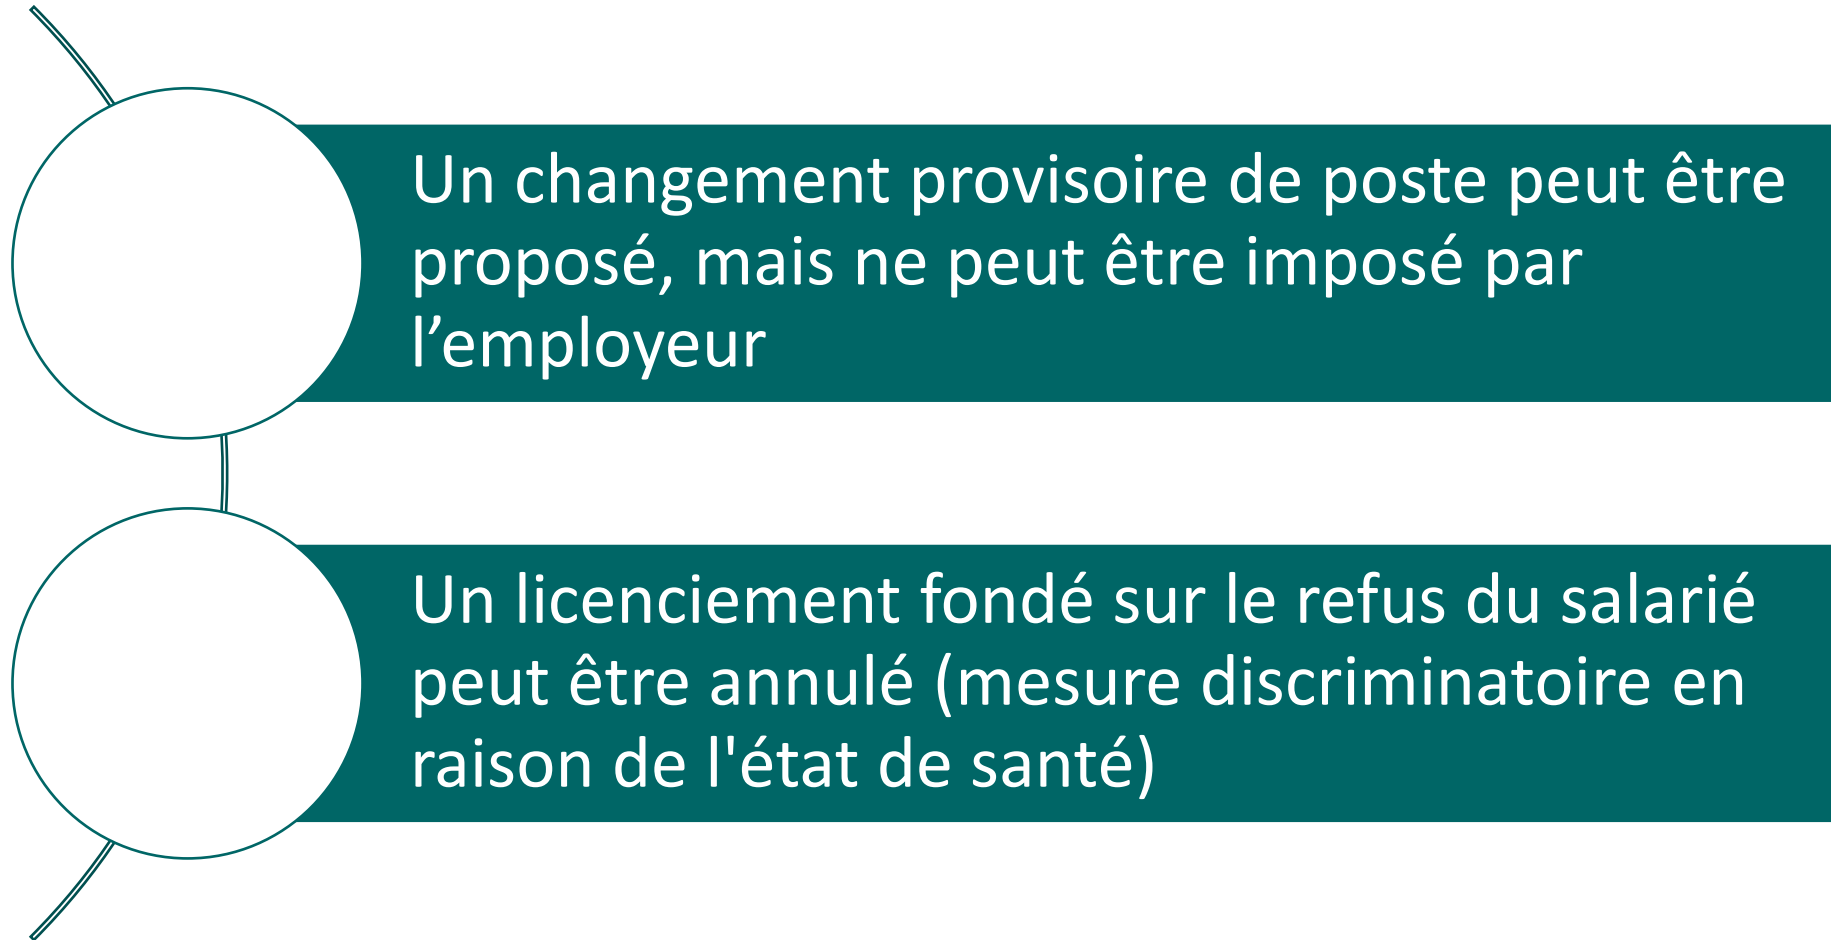 Un changement provisoire de poste peut être
proposé, mais ne peut être imposé par
l’employeur
Un licenciement fondé sur le refus du salarié
peut être annulé (mesure discriminatoire en
raison de l'état de santé)